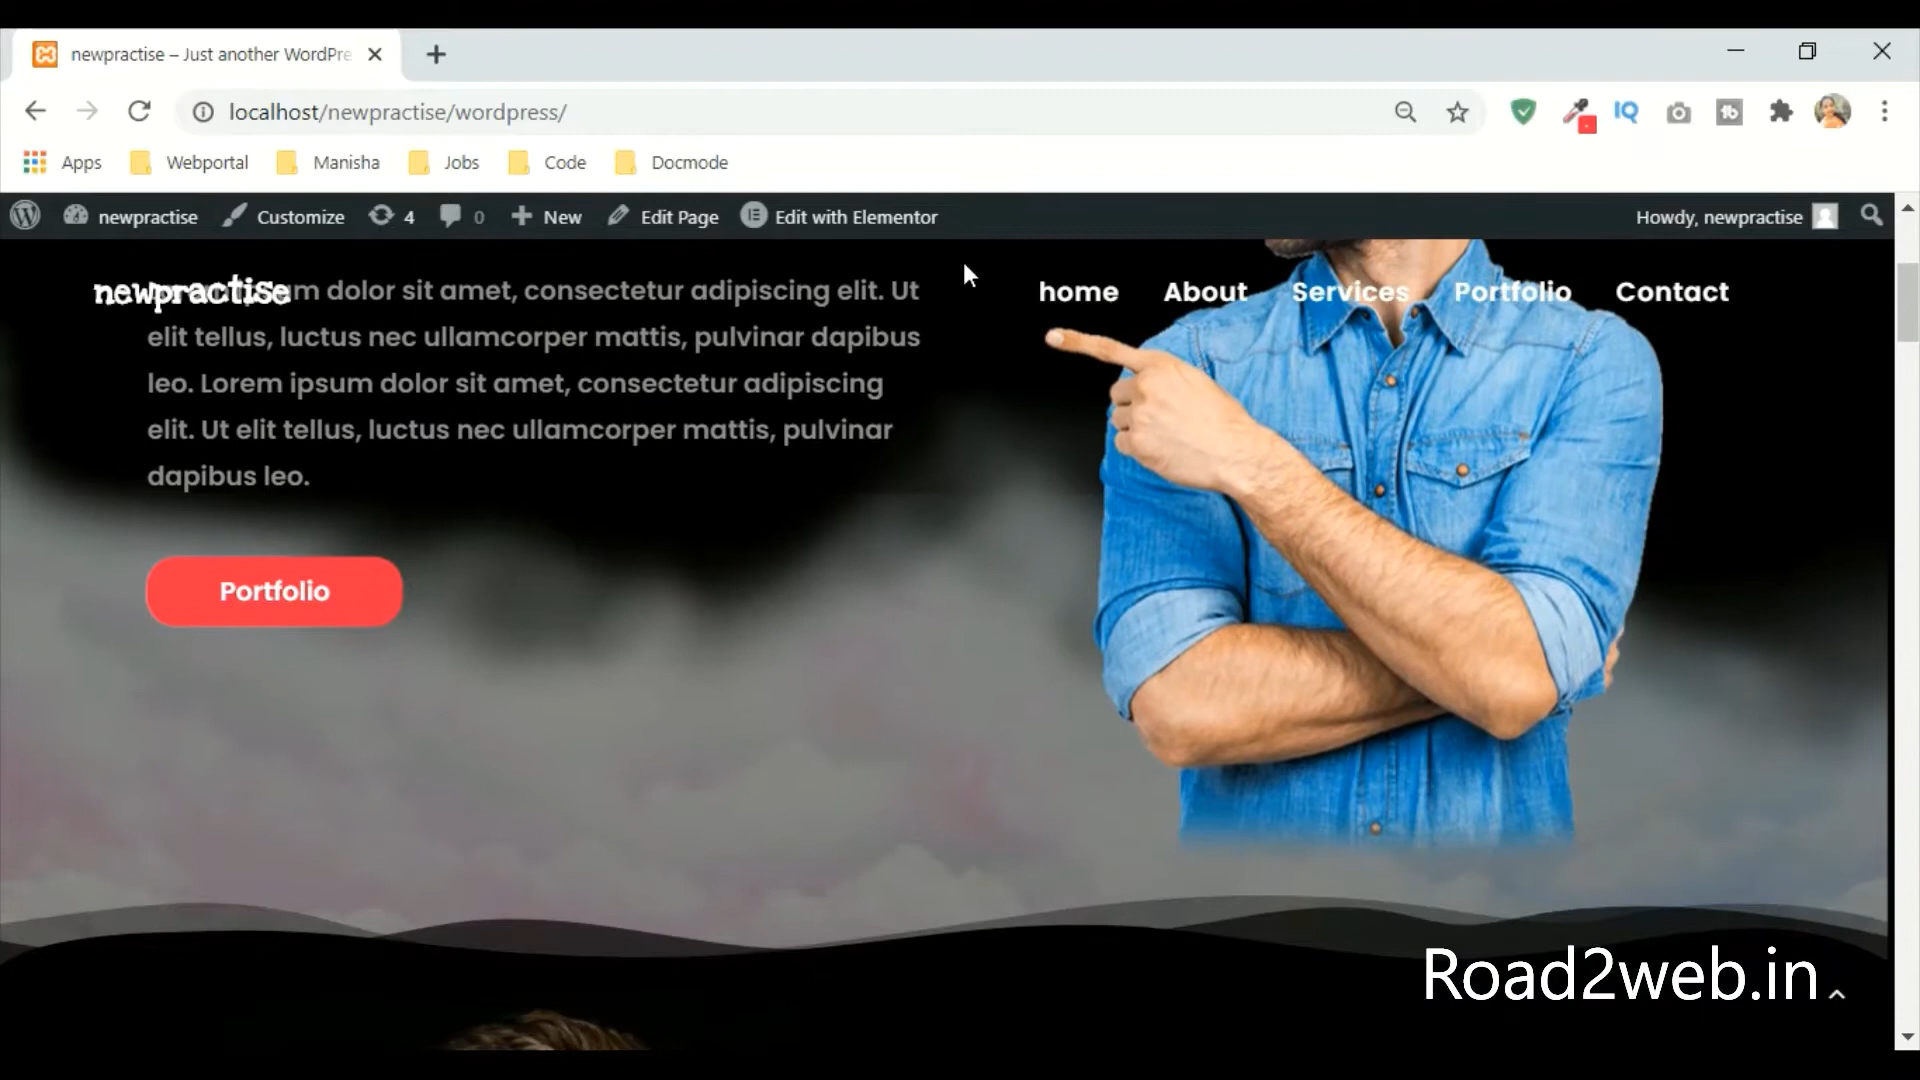 newpractise – Just another WordPre
localhost/newpractise/wordpress/
Apps Webportal Manisha Jobs Code Docmode
newpractise Customize 4 0 New Edit Page Edit with Elementor Howdy, newpractise
newpractise home About Services Portfolio Contact
dolor sit amet, consectetur adipiscing elit. Ut
elit tellus, luctus nec ullamcorper mattis, pulvinar dapibus
leo. Lorem ipsum dolor sit amet, consectetur adipiscing
elit. Ut elit tellus, luctus nec ullamcorper mattis, pulvinar
dapibus leo.
Portfolio
Road2web.in